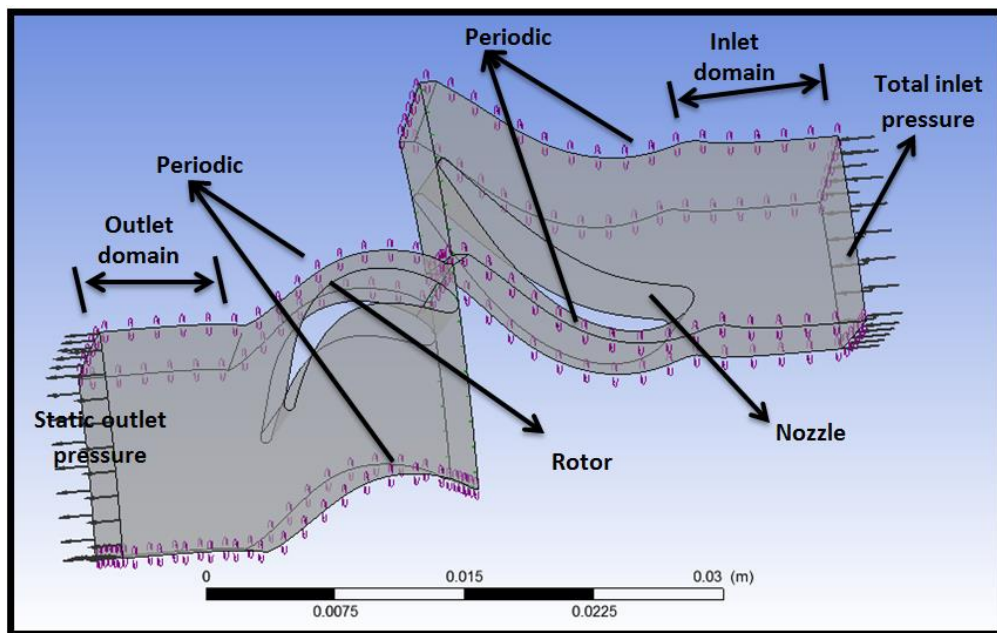 Periodic
Inlet
domain
Total inlet
pressure
Periodic
Outlet
domain
Static outlet
pressure
Rotor
Nozzle
0 0.015 0.03 (m)
0.0075 0.0225